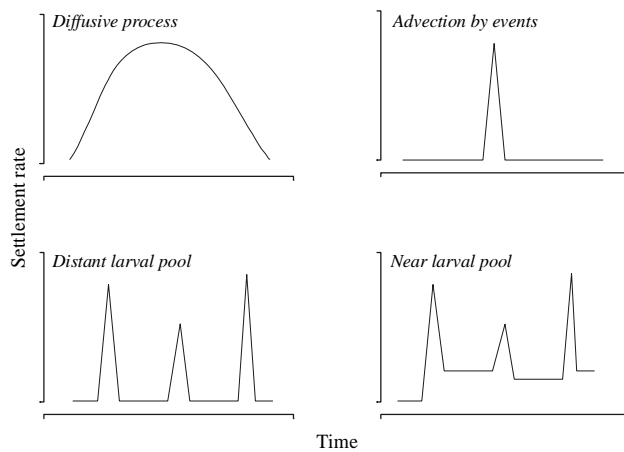 Diffusive process
Advection by events
Settlement rate
Distant larval pool
Near larval pool
Time